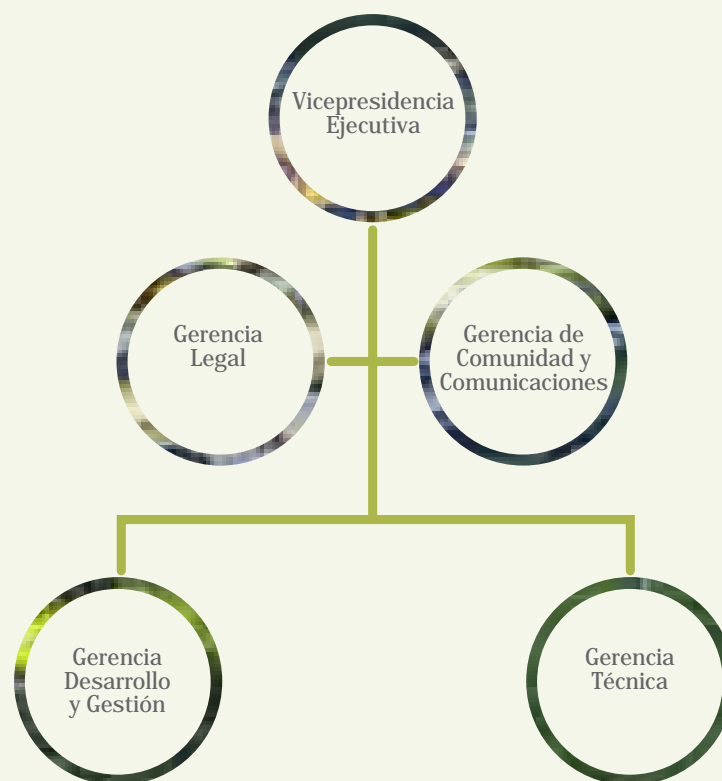 Vicepresidencia
Ejecutiva
Gerencia
Legal
Gerencia de
Comunidad y
Comunicaciones
Gerencia
Desarrollo
y Gestión
Gerencia
Técnica